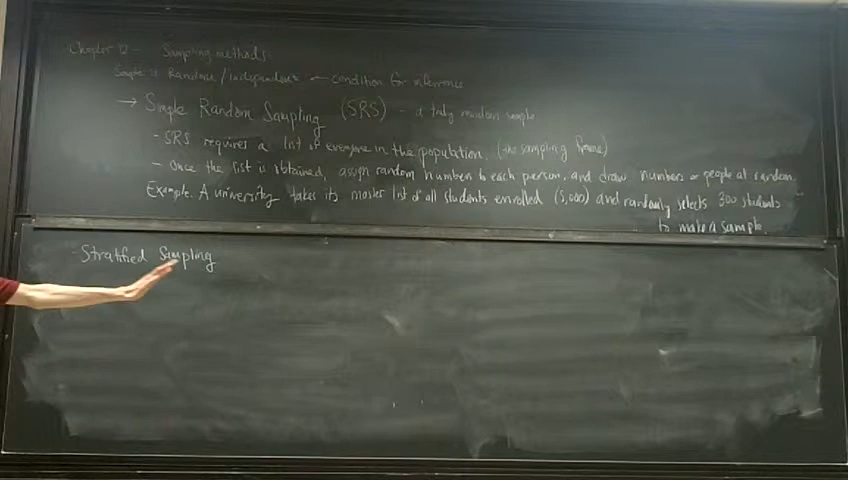 Chapter 12 - Sampling methods:
Sample is Random/independent ← condition for inference
→ Simple Random Sampling (SRS) - a truly random sample
- SRS requires a list of everyone in the population. (the sampling frame)
- Once the list is obtained, assign random numbers to each person, and draw numbers or people at random.
Example. A university takes its master list of all students enrolled (5,000) and randomly selects 300 students
to make a sample.
- Stratified Sampling